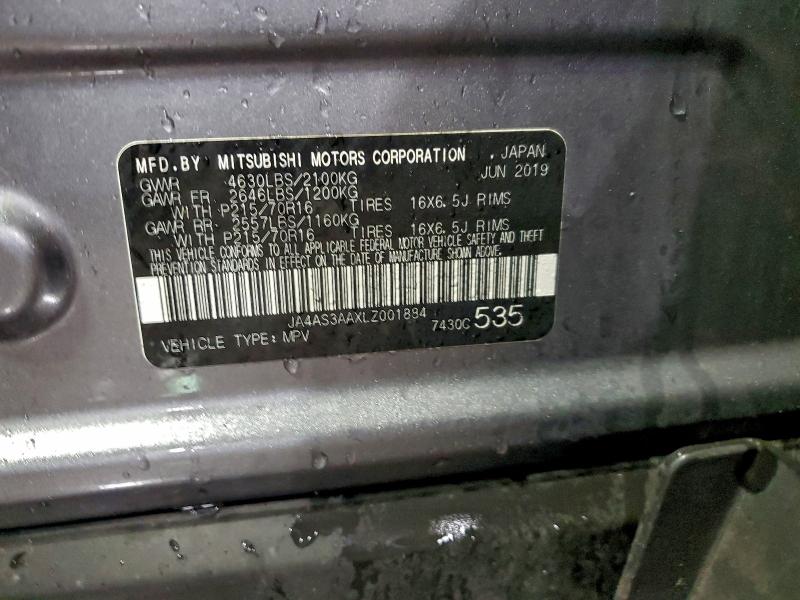 MFD.BY MITSUBISHI MOTORS CORPORATION , JAPAN
JUN 2019
GVWR 4630LBS/2100KG
GAWR FR 2646LBS/1200KG
WITH P215/70R16 TIRES 16X6.5J RIMS
GAWR RR 2557LBS/1160KG
WITH P215/70R16 TIRES 16X6.5J RIMS
THIS VEHICLE CONFORMS TO ALL APPLICABLE FEDERAL MOTOR VEHICLE SAFETY AND THEFT
PREVENTION STANDARDS IN EFFECT ON THE DATE OF MANUFACTURE SHOWN ABOVE.
JA4AS3AAXLZ001884
7430C 535
VEHICLE TYPE: MPV